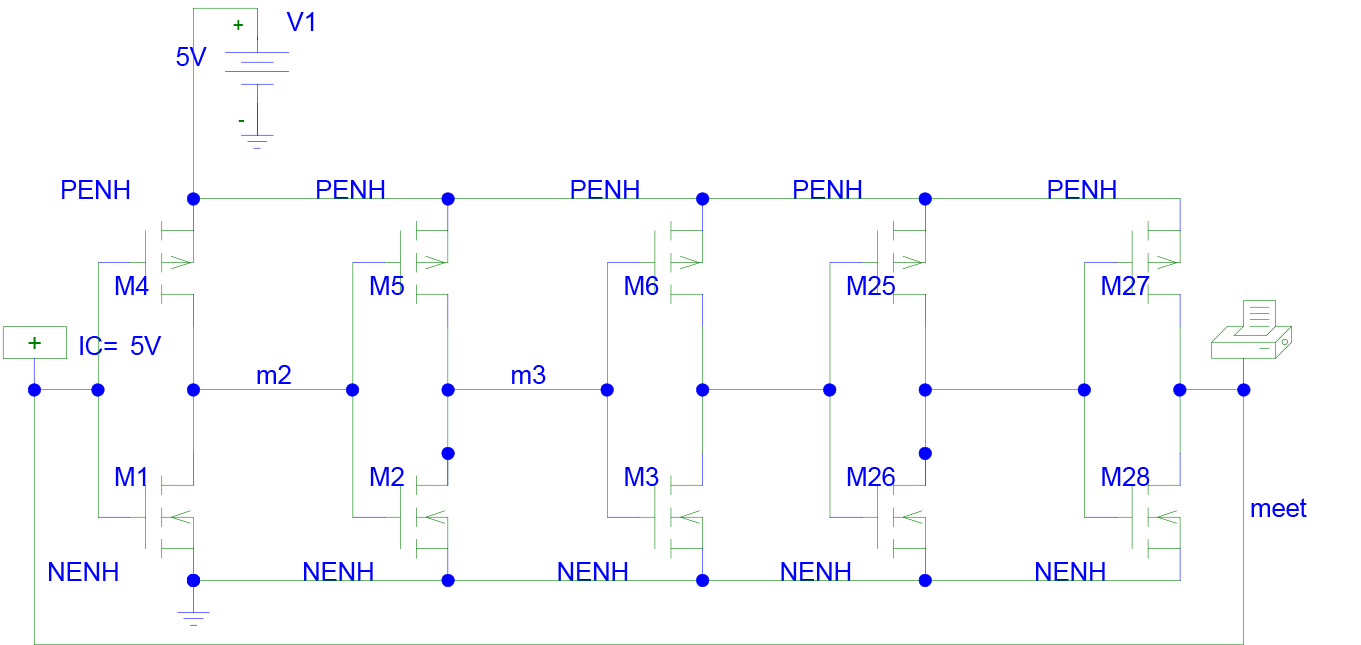 + V1
5V
-
PENH PENH PENH PENH PENH
M4 M5 M6 M25 M27
+ IC= 5V
m2 m3
M1 M2 M3 M26 M28
meet
NENH NENH NENH NENH NENH